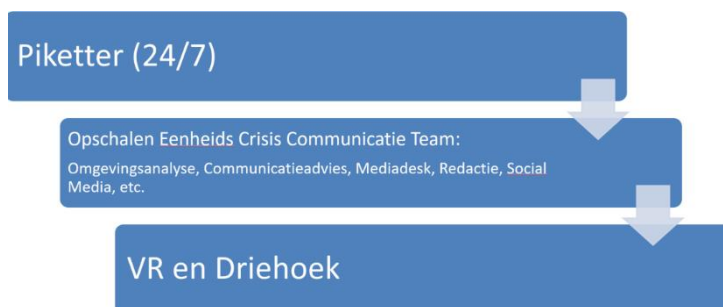 Piketter (24/7)
Opschalen Eenheids Crisis Communicatie Team:
Omgevingsanalyse, Communicatieadvies, Mediadesk, Redactie, Social
Media, etc.
VR en Driehoek